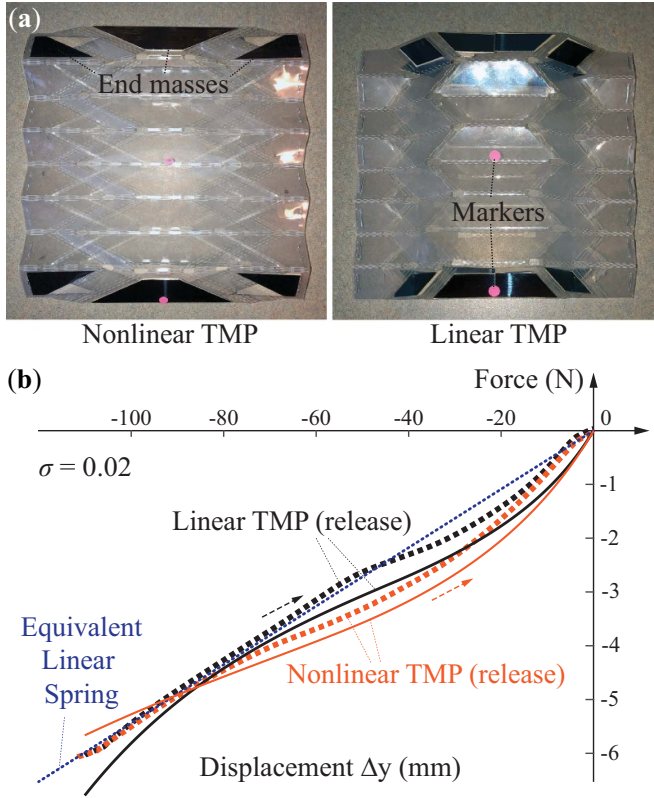 (a)
End masses
Markers
Nonlinear TMP
Linear TMP
(b)
Force (N)
-100 -80 -60 -40 -20 0
σ = 0.02
-1
-2
Linear TMP (release)
-3
Equivalent
Linear
Spring
-4
Nonlinear TMP (release)
-5
Displacement Δy (mm)
-6